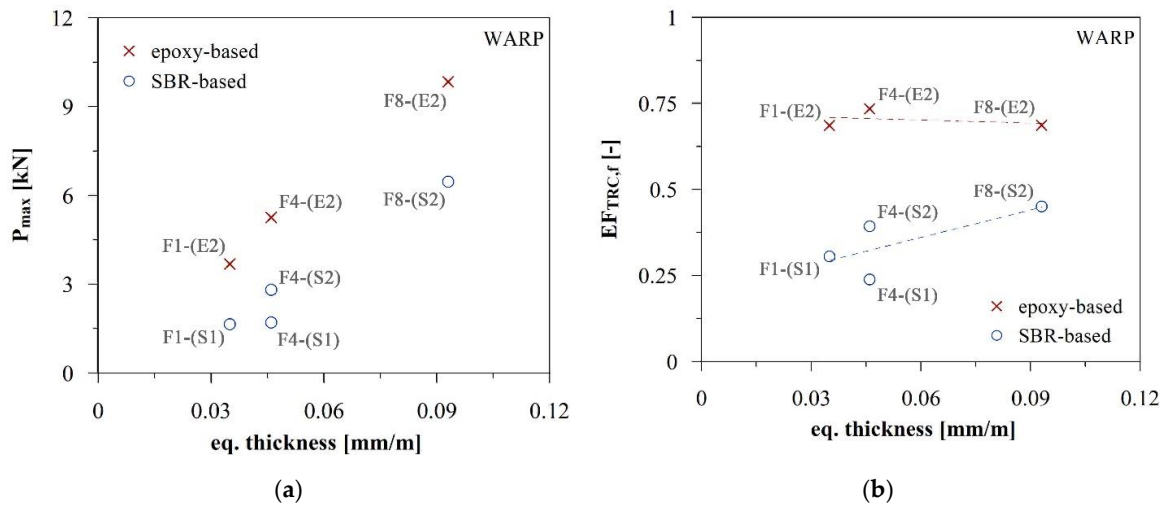 12
WARP
epoxy-based
SBR-based
F8-(E2)
9
P_max [kN]
6
F8-(S2)
F4-(E2)
F1-(E2)
3
F4-(S2)
F1-(S1)
F4-(S1)
0
0 0.03 0.06 0.09 0.12
eq. thickness [mm/m]
(a)
1
WARP
F4-(E2)
F1-(E2)
F8-(E2)
0.75
EF_TRC,f [-]
0.5
F8-(S2)
F4-(S2)
F1-(S1)
0.25
F4-(S1)
epoxy-based
SBR-based
0
0 0.03 0.06 0.09 0.12
eq. thickness [mm/m]
(b)